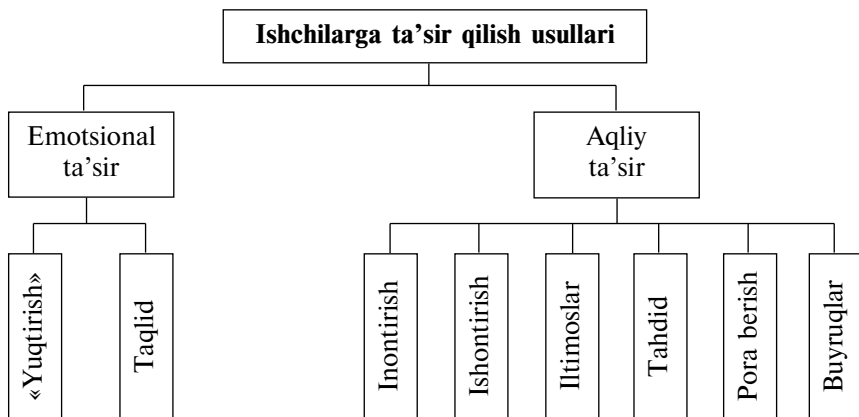 Ishchilarga ta’sir qilish usullari
Emotsional
ta’sir
Aqliy
ta’sir
«Yuqtirish»
Taqlid
Inontirish
Ishontirish
Iltimoslar
Tahdid
Pora berish
Buyruqlar